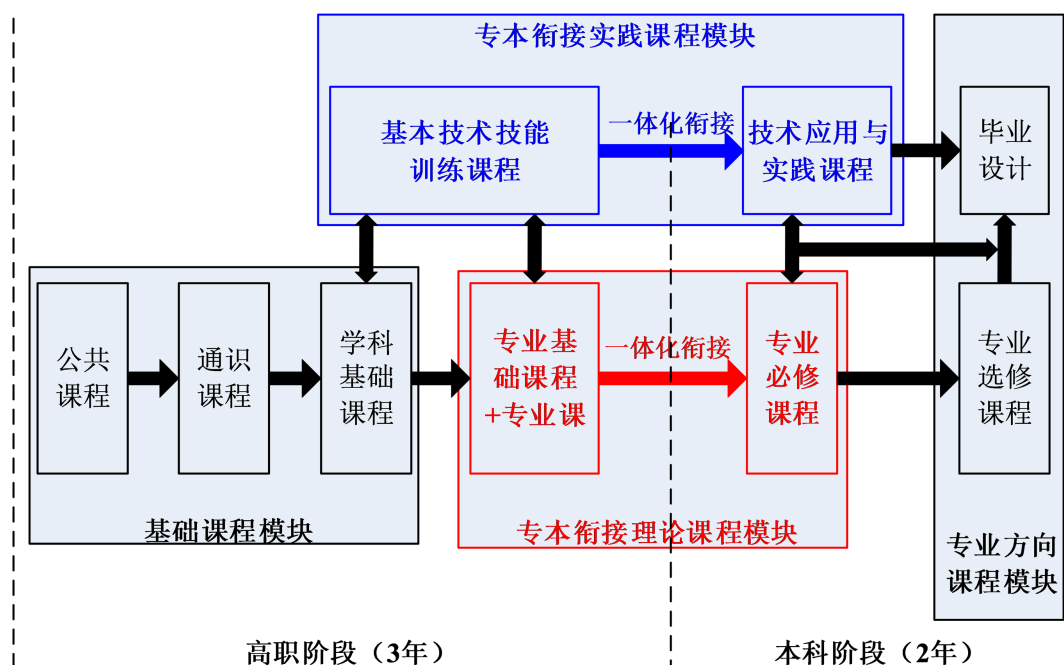 专本衔接实践课程模块
基本技术技能
训练课程
一体化衔接
技术应用与
实践课程
毕业
设计
公共
课程
通识
课程
学科
基础
课程
专业基
础课程
+专业课
一体化衔接
专业
必修
课程
专业
选修
课程
基础课程模块
专本衔接理论课程模块
专业方向
课程模块
高职阶段（3年）
本科阶段（2年）